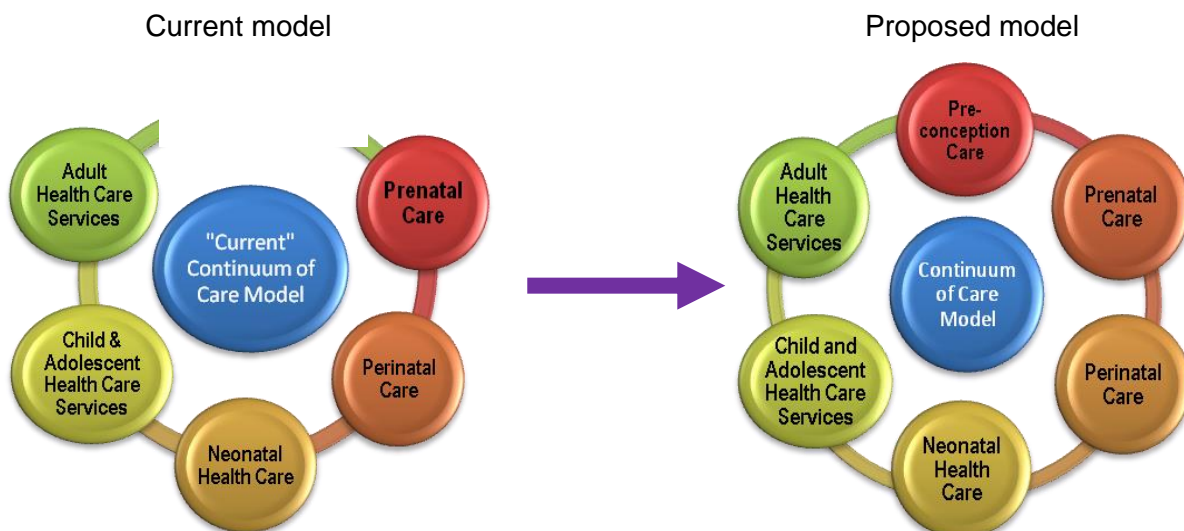 Current model
Proposed model
Adult
Health Care
Services
Prenatal
Care
"Current"
Continuum of
Care Model
Child &
Adolescent
Health Care
Services
Perinatal
Care
Neonatal
Health Care
Pre-
conception
Care
Adult
Health
Care
Services
Prenatal
Care
Continuum
of Care
Model
Child and
Adolescent
Health Care
Services
Perinatal
Care
Neonatal
Health
Care